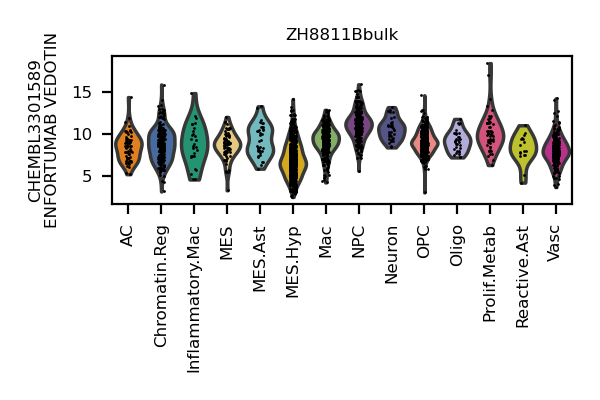 ZH8811Bbulk
CHEMBL3301589
ENFORTUMAB VEDOTIN
15
10
5
AC
Chromatin.Reg
Inflammatory.Mac
MES
MES.Ast
MES.Hyp
Mac
NPC
Neuron
OPC
Oligo
Prolif.Metab
Reactive.Ast
Vasc